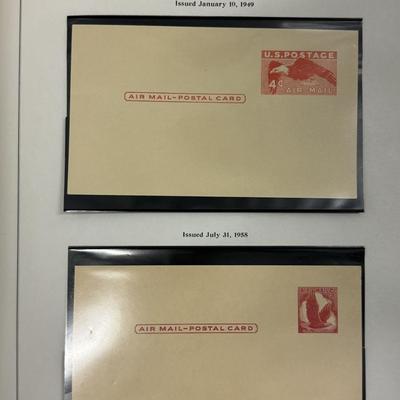 Issued January 10, 1949
U.S. POSTAGE
4¢ AIR MAIL
AIR MAIL–POSTAL CARD
Issued July 31, 1958
AIR MAIL–POSTAL CARD